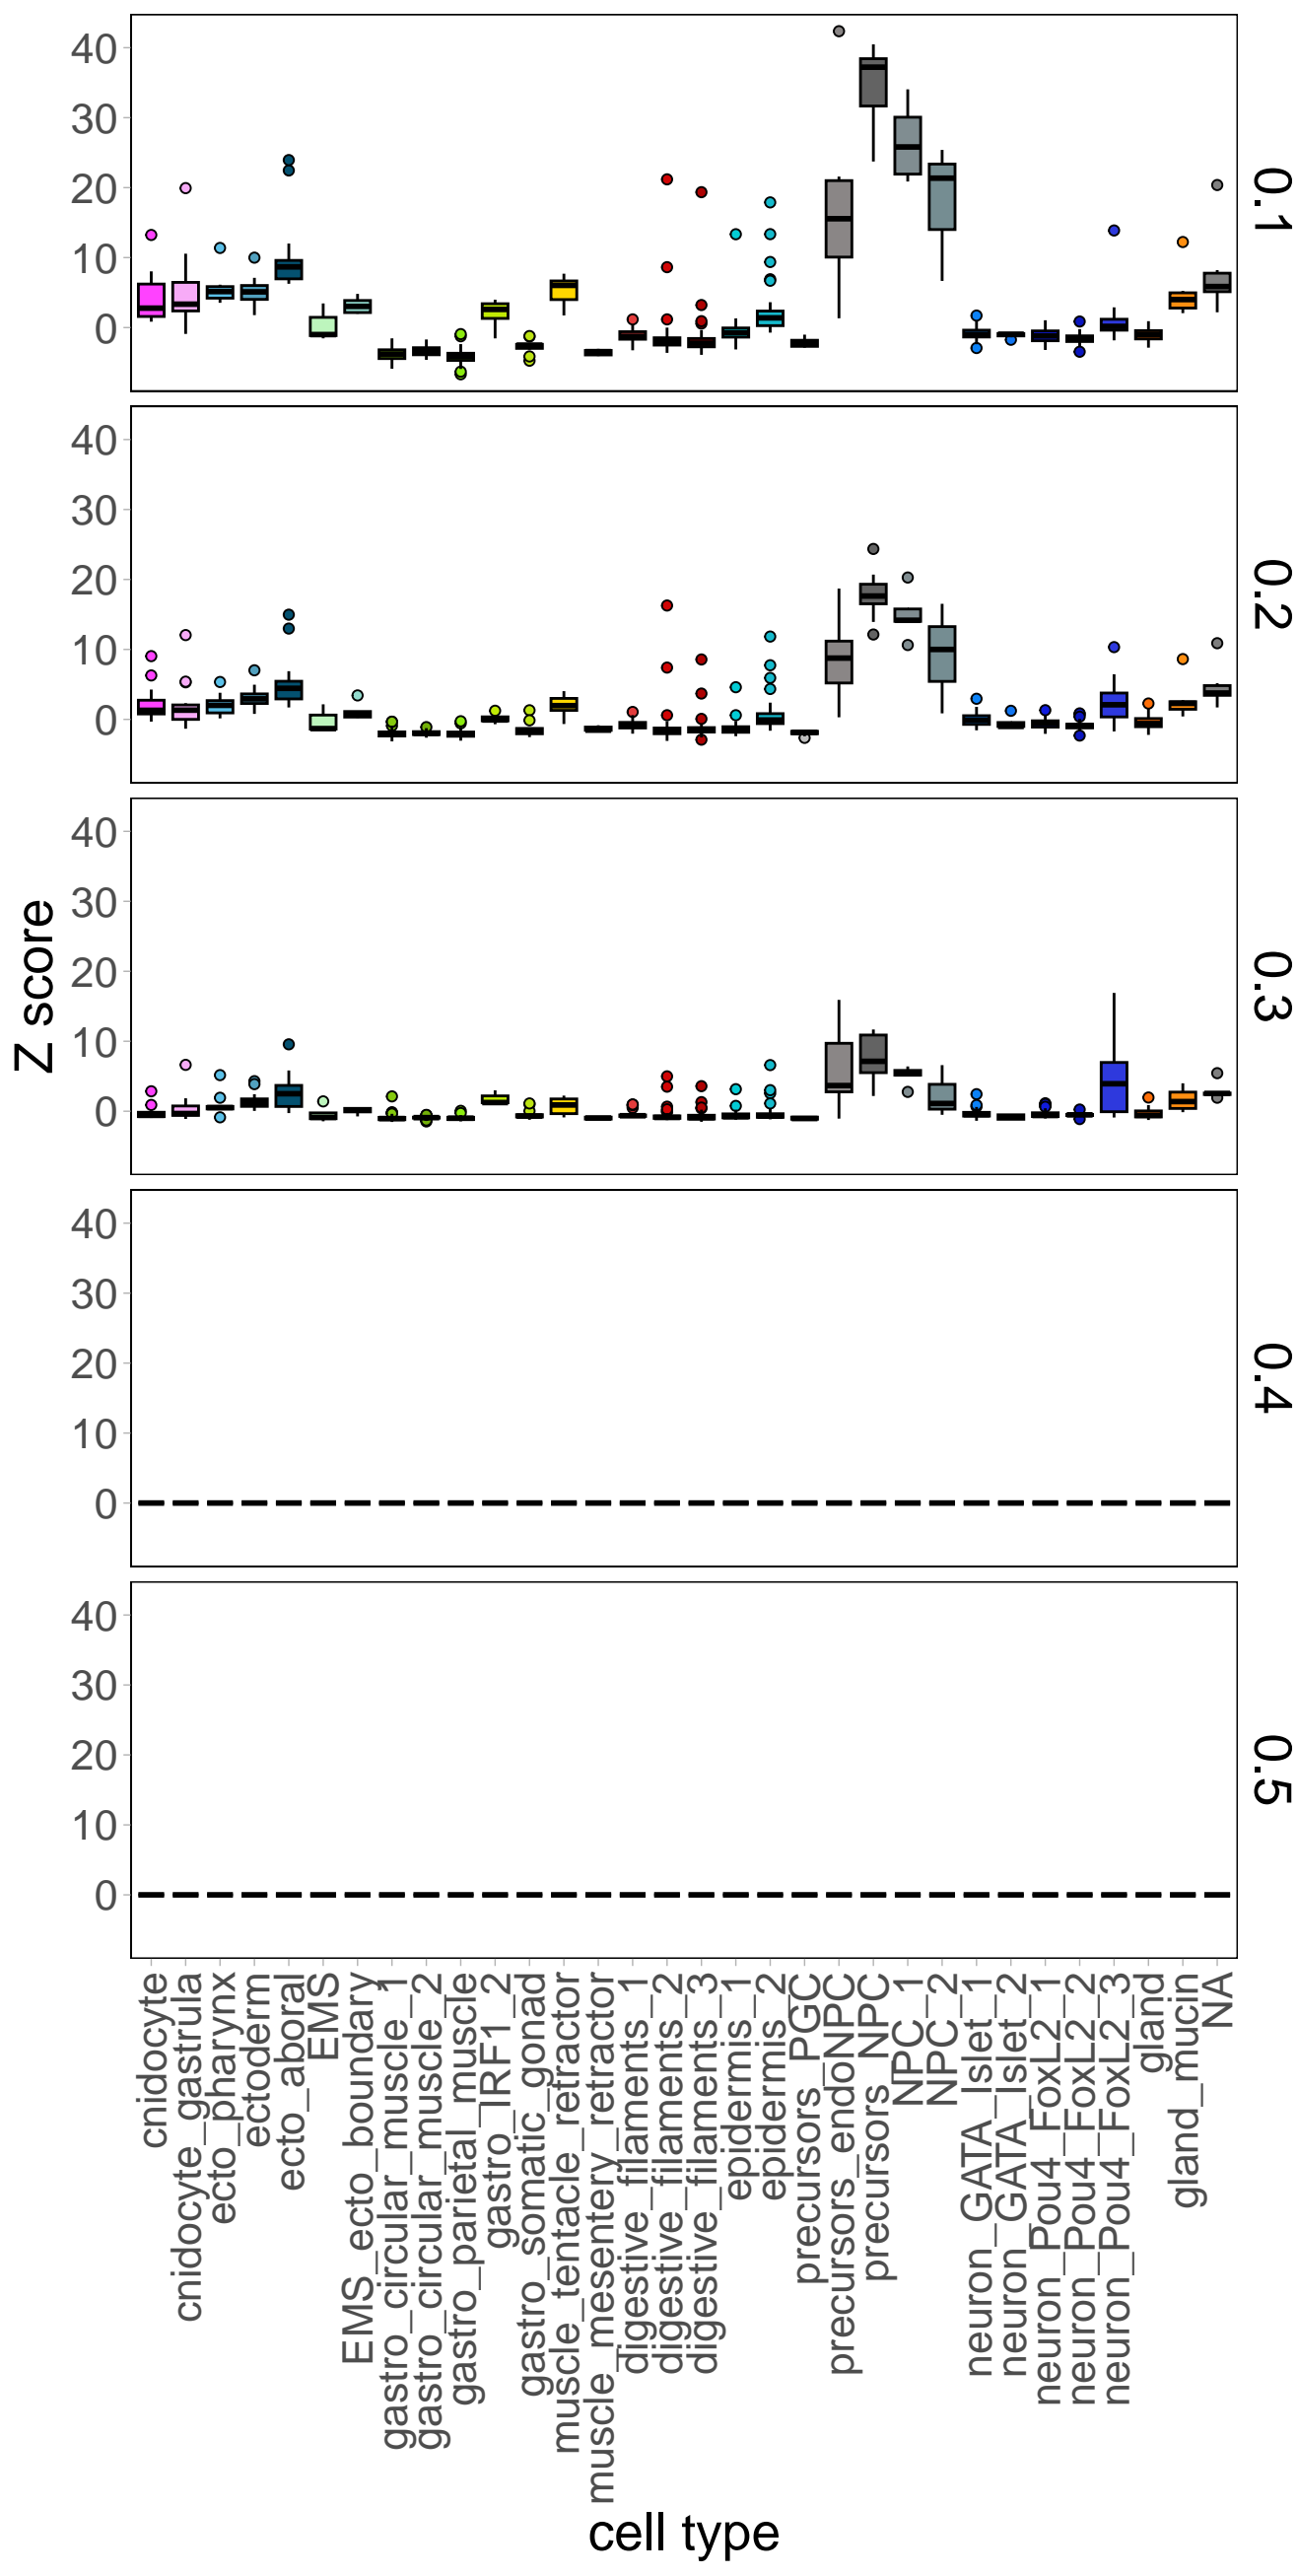 40
30
20
10
0
0.1
40
30
20
10
0
0.2
40
30
20
10
0
0.3
40
30
20
10
0
0.4
40
30
20
10
0
0.5
Z score
cnidocyte
cnidocyte_gastrula
ecto_pharynx
ectoderm
ecto_aboral
EMS
EMS_ecto_boundary
gastro_circular_muscle_1
gastro_circular_muscle_2
gastro_parietal_muscle
gastro_IRF1_2
gastro_somatic_gonad
muscle_tentacle_retractor
muscle_mesentery_retractor
digestive_filaments_1
digestive_filaments_2
digestive_filaments_3
epidermis_1
epidermis_2
precursors_PGC
precursors_endoNPC
precursors_NPC
NPC_1
NPC_2
neuron_GATA_Islet_1
neuron_GATA_Islet_2
neuron_Pou4_FoxL2_1
neuron_Pou4_FoxL2_2
neuron_Pou4_FoxL2_3
gland
gland_mucin
NA
cell type